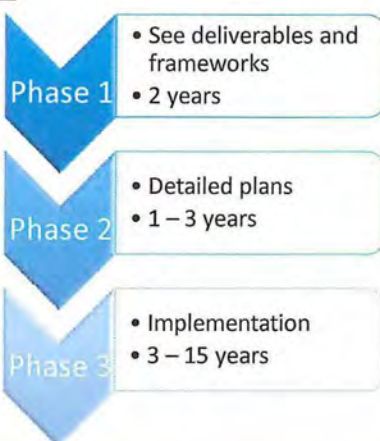 Phase 1
• See deliverables and
frameworks
• 2 years
Phase 2
• Detailed plans
• 1 – 3 years
Phase 3
• Implementation
• 3 – 15 years